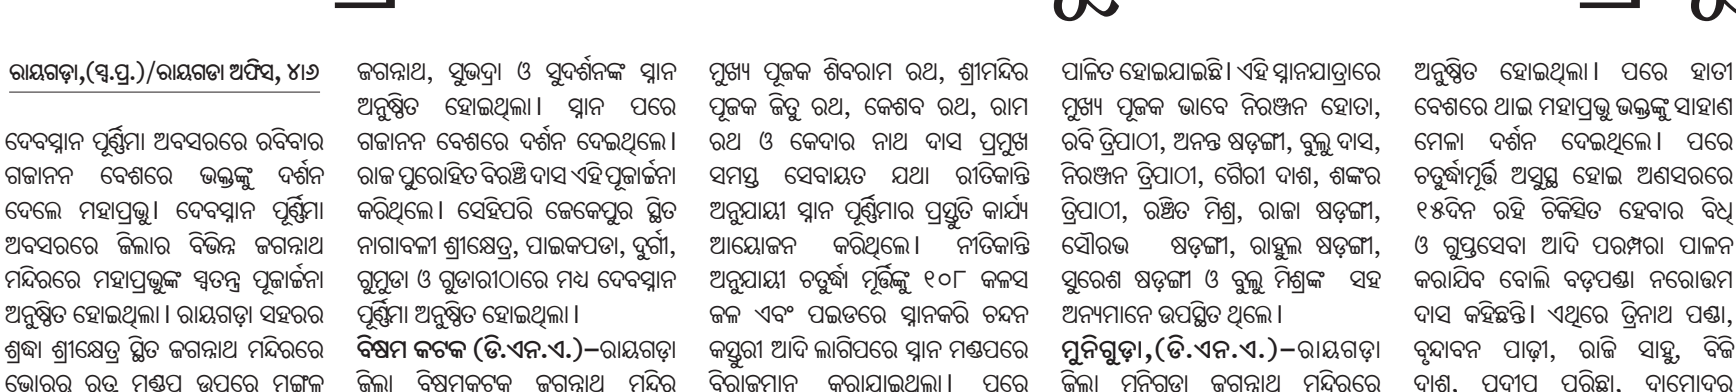 ରାୟଗଡ଼ା,(ସ୍ୱ.ପ୍ର.)/ରାୟଗଡା ଅଫିସ, ୪।୬
ଦେବସ୍ନାନ ପୂର୍ଣ୍ଣିମା ଅବସରରେ ରବିବାର
ଗଜାନନ ବେଶରେ ଭକ୍ତଙ୍କୁ ଦର୍ଶନ
ଦେଲେ ମହାପ୍ରଭୁ। ଦେବସ୍ନାନ ପୂର୍ଣ୍ଣିମା
ଅବସରରେ ଜିଲାର ବିଭିନ୍ନ ଜଗନ୍ନାଥ
ମନ୍ଦିରରେ ମହାପ୍ରଭୁଙ୍କ ସ୍ୱତନ୍ତ୍ର ପୂଜାର୍ଚ୍ଚନା
ଅନୁଷ୍ଠିତ ହୋଇଥିଲା। ରାୟଗଡ଼ା ସହରର
ଶ୍ରଦ୍ଧା ଶ୍ରୀକ୍ଷେତ୍ର ସ୍ଥିତ ଜଗନ୍ନାଥ ମନ୍ଦିରରେ
ଭୋରରୁ ରତ୍ନ ମଣ୍ଡପ ଉପରେ ମଙ୍ଗଳ
ଜଗନ୍ନାଥ, ସୁଭଦ୍ରା ଓ ସୁଦର୍ଶନଙ୍କ ସ୍ନାନ
ଅନୁଷ୍ଠିତ ହୋଇଥିଲା। ସ୍ନାନ ପରେ
ଗଜାନନ ବେଶରେ ଦର୍ଶନ ଦେଇଥିଲେ।
ରାଜ ପୁରୋହିତ ବିରଞ୍ଚି ଦାସ ଏହି ପୂଜାର୍ଚ୍ଚନା
କରିଥିଲେ। ସେହିପରି ଜେକେପୁର ସ୍ଥିତ
ନାଗାବଳୀ ଶ୍ରୀକ୍ଷେତ୍ର, ପାଇକପଡା, ଦୁର୍ଗୀ,
ଗୁମୁଡା ଓ ଗୁଡାରୀଠାରେ ମଧ୍ୟ ଦେବସ୍ନାନ
ପୂର୍ଣ୍ଣିମା ଅନୁଷ୍ଠିତ ହୋଇଥିଲା।
ବିଷମ କଟକ (ଡି.ଏନ.ଏ.)–ରାୟଗଡ଼ା
ଜିଲା ବିଷମକଟକ ଜଗନ୍ନାଥ ମନ୍ଦିର
ମୁଖ୍ୟ ପୂଜକ ଶିବରାମ ରଥ, ଶ୍ରୀମନ୍ଦିର
ପୂଜକ ଜିତୁ ରଥ, କେଶବ ରଥ, ରାମ
ରଥ ଓ କେଦାର ନାଥ ଦାସ ପ୍ରମୁଖ
ସମସ୍ତ ସେବାୟତ ଯଥା ରୀତିକାନ୍ତି
ଅନୁଯାୟୀ ସ୍ନାନ ପୂର୍ଣ୍ଣିମାର ପ୍ରସ୍ତୁତି କାର୍ଯ୍ୟ
ଆୟୋଜନ କରିଥିଲେ। ନୀତିକାନ୍ତି
ଅନୁଯାୟୀ ଚତୁର୍ଦ୍ଧା ମୂର୍ତ୍ତିଙ୍କୁ ୧୦୮ କଳସ
ଜଳ ଏବଂ ପଇଡରେ ସ୍ନାନକରି ଚନ୍ଦନ
କସ୍ତୁରୀ ଆଦି ଲାଗିପରେ ସ୍ନାନ ମଣ୍ଡପରେ
ବିରାଜମାନ କରାଯାଇଥିଲା। ପରେ
ପାଳିତ ହୋଇଯାଇଛି। ଏହି ସ୍ନାନଯାତ୍ରାରେ
ମୁଖ୍ୟ ପୂଜକ ଭାବେ ନିରଞ୍ଜନ ହୋତା,
ରବି ତ୍ରିପାଠୀ, ଅନନ୍ତ ଷଡ଼ଙ୍ଗୀ, ବୁଲୁ ଦାସ,
ନିରଞ୍ଜନ ତ୍ରିପାଠୀ, ଗୌରୀ ଦାଶ, ଶଙ୍କର
ତ୍ରିପାଠୀ, ରଞ୍ଚିତ ମିଶ୍ର, ରାଜା ଷଡ଼ଙ୍ଗୀ,
ସୌରଭ ଷଡ଼ଙ୍ଗୀ, ରାହୁଲ ଷଡ଼ଙ୍ଗୀ,
ସୁରେଶ ଷଡ଼ଙ୍ଗୀ ଓ ବୁଲୁ ମିଶ୍ରଙ୍କ ସହ
ଅନ୍ୟମାନେ ଉପସ୍ଥିତ ଥିଲେ।
ମୁନିଗୁଡ଼ା,(ଡି.ଏନ.ଏ.)–ରାୟଗଡ଼ା
ଜିଲା ମୁନିଗୁଡା ଜଗନ୍ନାଥ ମନ୍ଦିରରେ
ଅନୁଷ୍ଠିତ ହୋଇଥିଲା। ପରେ ହାତୀ
ବେଶରେ ଥାଇ ମହାପ୍ରଭୁ ଭକ୍ତଙ୍କୁ ସାହାଣ
ମେଳା ଦର୍ଶନ ଦେଇଥିଲେ। ପରେ
ଚତୁର୍ଦ୍ଧାମୂର୍ତ୍ତି ଅସୁସ୍ଥ ହୋଇ ଅଣସରରେ
୧୫ଦିନ ରହି ଚିକିତ୍ସିତ ହେବାର ବିଧି
ଓ ଗୁପ୍ତସେବା ଆଦି ପରମ୍ପରା ପାଳନ
କରାଯିବ ବୋଲି ବଡ଼ପଣ୍ଡା ନରୋତ୍ତମ
ଦାସ କହିଛନ୍ତି। ଏଥିରେ ତ୍ରିନାଥ ପଣ୍ଡା,
ବୃନ୍ଦାବନ ପାଢ଼ୀ, ରାଜି ସାହୁ, ବିକି
ଦାଶ, ପ୍ରଦୀପ ପରିଛା, ଦାମୋଦର